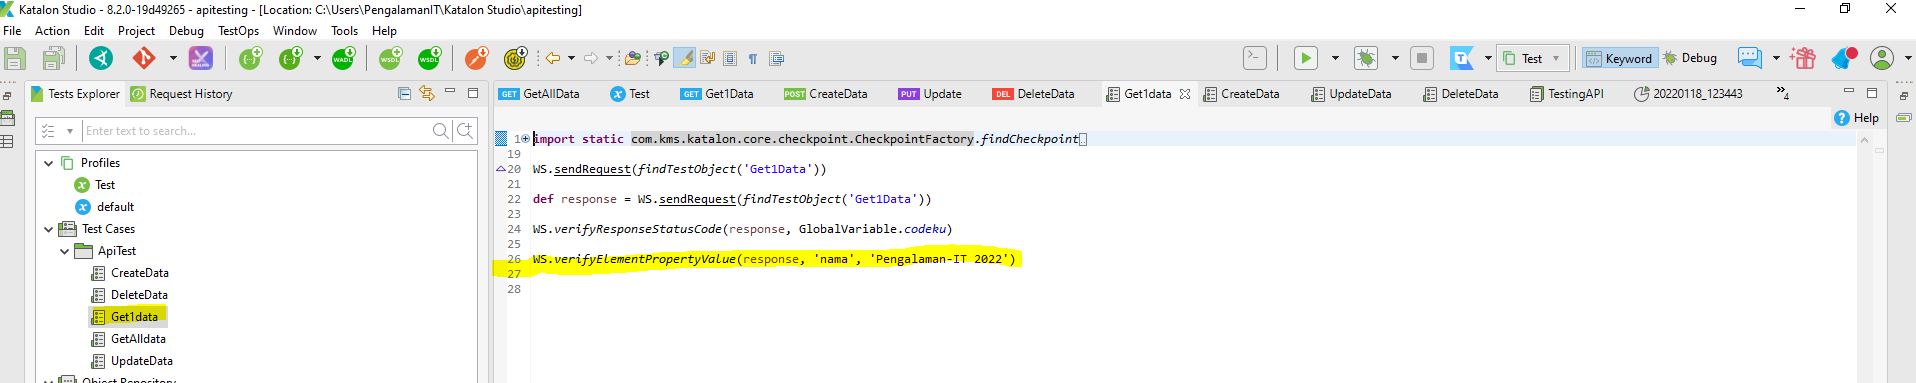 Katalon Studio - 8.2.0-19d49265 - apitesting - [Location: C:\Users\PengalamanIT\Katalon Studio\apitesting]
File Action Edit Project Debug TestOps Window Tools Help
Test Keyword Debug
Tests Explorer Request History
GET GetAllData Test GET Get1Data POST CreateData PUT Update DEL DeleteData Get1data CreateData UpdateData DeleteData TestingAPI 20220118_123443 »4
Help
Enter text to search...
Profiles
Test
default
Test Cases
ApiTest
CreateData
DeleteData
Get1data
GetAlldata
UpdateData
Object Repository
1 import static com.kms.katalon.core.checkpoint.CheckpointFactory.findCheckpoint
19
20 WS.sendRequest(findTestObject('Get1Data'))
21
22 def response = WS.sendRequest(findTestObject('Get1Data'))
23
24 WS.verifyResponseStatusCode(response, GlobalVariable.codeku)
25
26 WS.verifyElementPropertyValue(response, 'nama', 'Pengalaman-IT 2022')
27
28